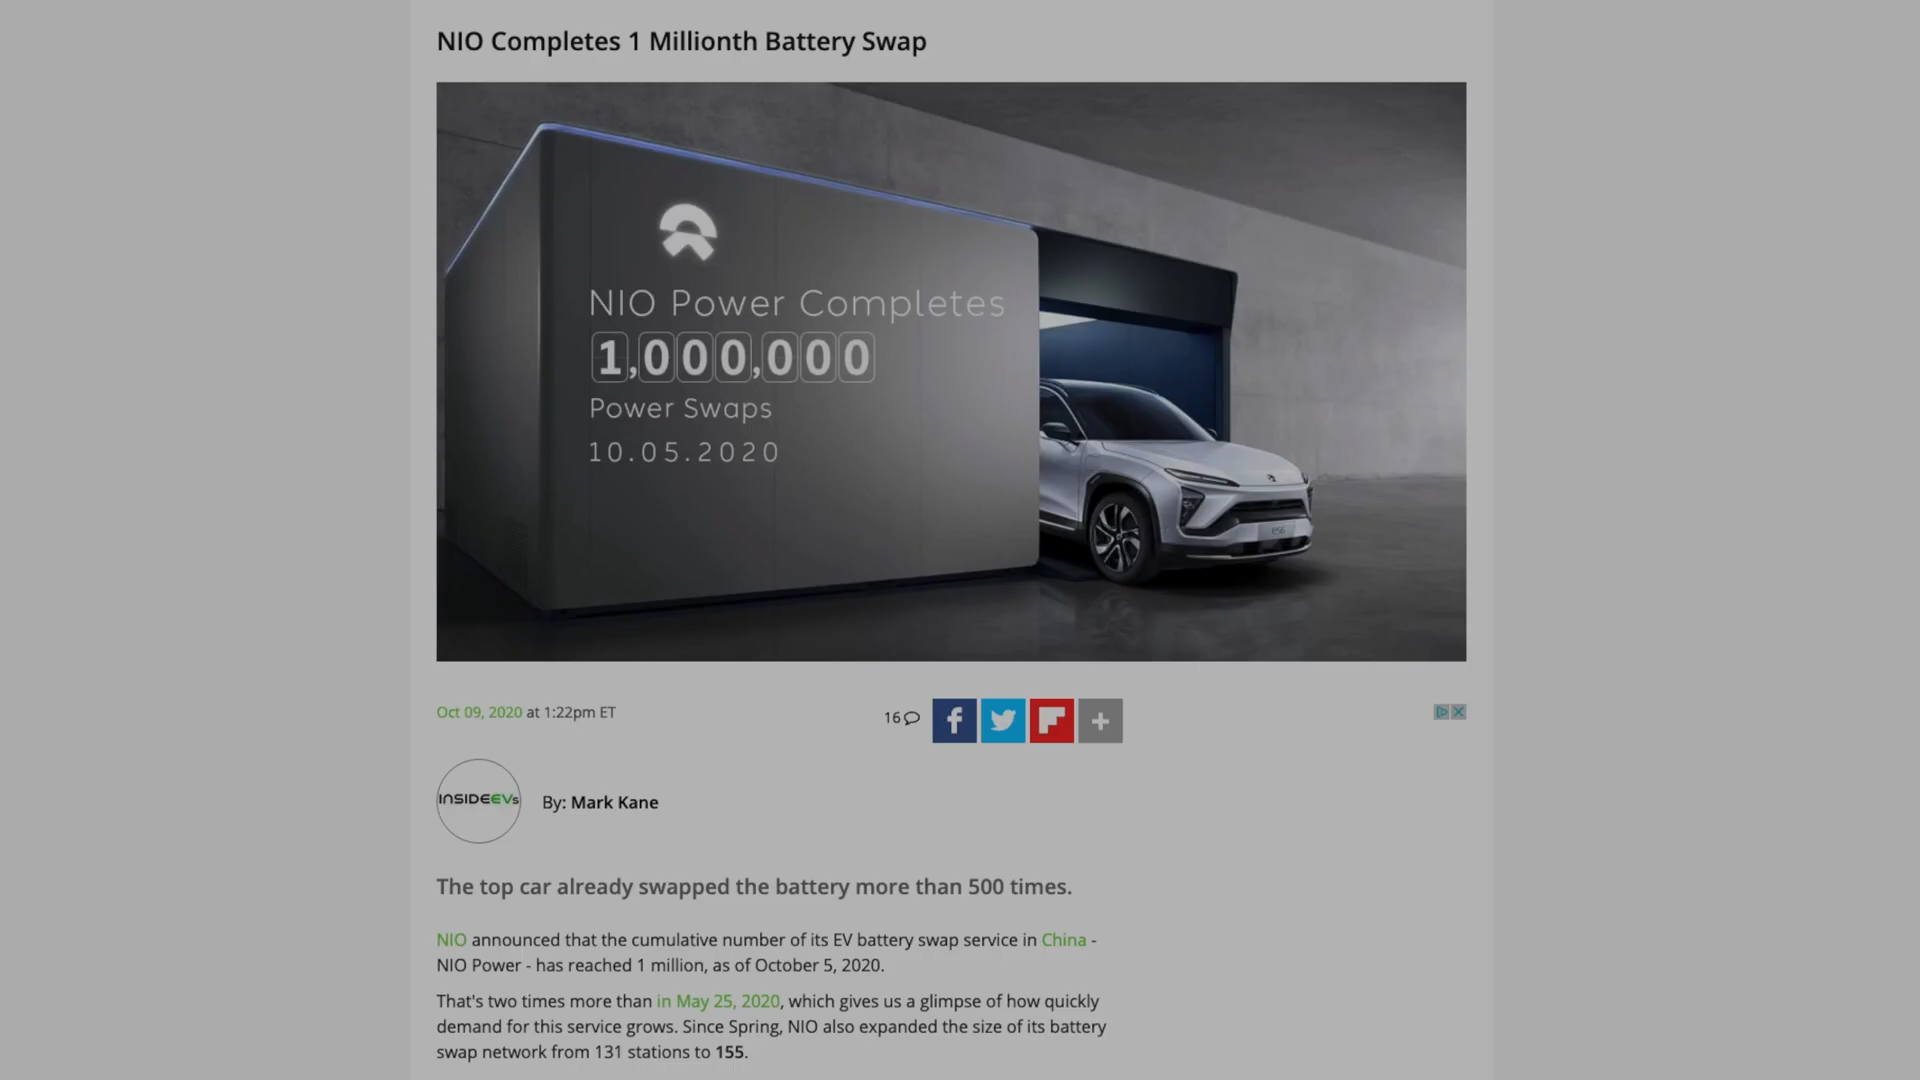 NIO Completes 1 Millionth Battery Swap
NIO Power Completes
1,000,000
Power Swaps
10.05.2020
Oct 09, 2020 at 1:22pm ET
16
INSIDEEVs
By: Mark Kane
The top car already swapped the battery more than 500 times.
NIO announced that the cumulative number of its EV battery swap service in China -
NIO Power - has reached 1 million, as of October 5, 2020.
That's two times more than in May 25, 2020, which gives us a glimpse of how quickly
demand for this service grows. Since Spring, NIO also expanded the size of its battery
swap network from 131 stations to 155.